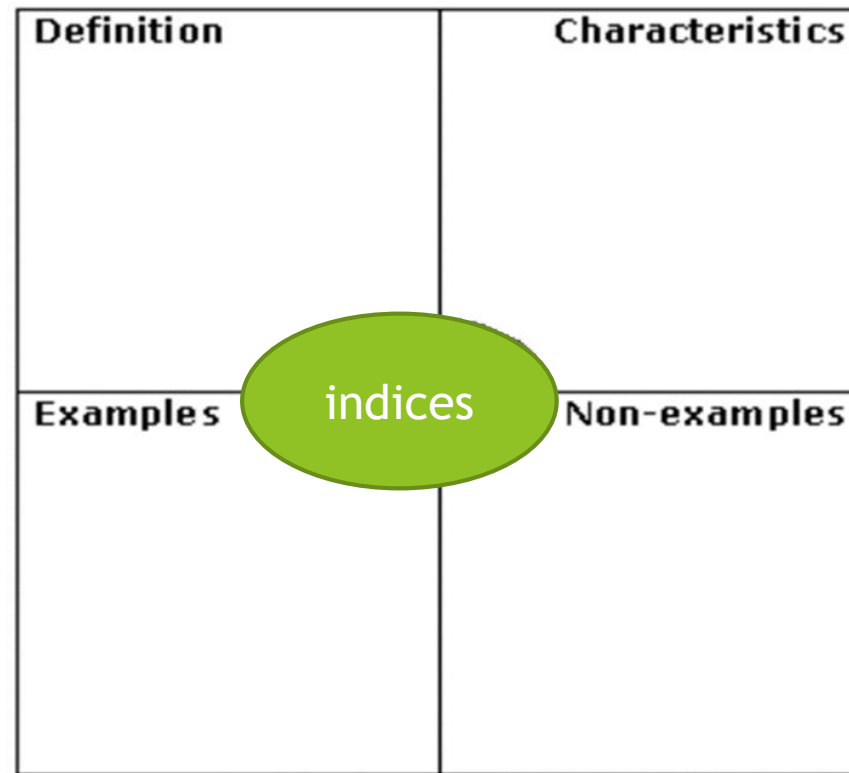 Definition
Characteristics
indices
Examples
Non-examples